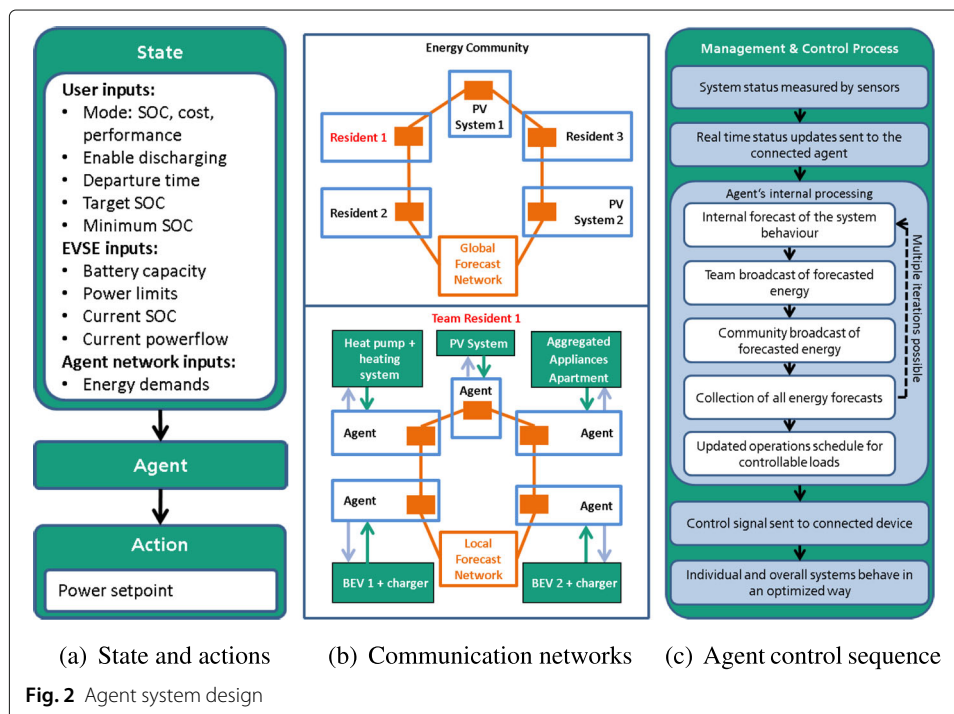 State
User inputs:
• Mode: SOC, cost,
performance
• Enable discharging
• Departure time
• Target SOC
• Minimum SOC
EVSE inputs:
• Battery capacity
• Power limits
• Current SOC
• Current powerflow
Agent network inputs:
• Energy demands
Agent
Action
Power setpoint
(a) State and actions
Energy Community
PV
System 1
Resident 1
Resident 3
Resident 2
PV
System 2
Global
Forecast
Network
Team Resident 1
Heat pump +
heating
system
PV System
Aggregated
Appliances
Apartment
Agent
Agent
Agent
Agent
Agent
Local
Forecast
Network
BEV 1 + charger
BEV 2 + charger
(b) Communication networks
Management & Control Process
System status measured by sensors
Real time status updates sent to the
connected agent
Agent's internal processing
Internal forecast of the system
behaviour
Team broadcast of forecasted
energy
Community broadcast of
forecasted energy
Collection of all energy forecasts
Updated operations schedule for
controllable loads
Multiple iterations possible
Control signal sent to connected device
Individual and overall systems behave in
an optimized way
(c) Agent control sequence
Fig. 2 Agent system design